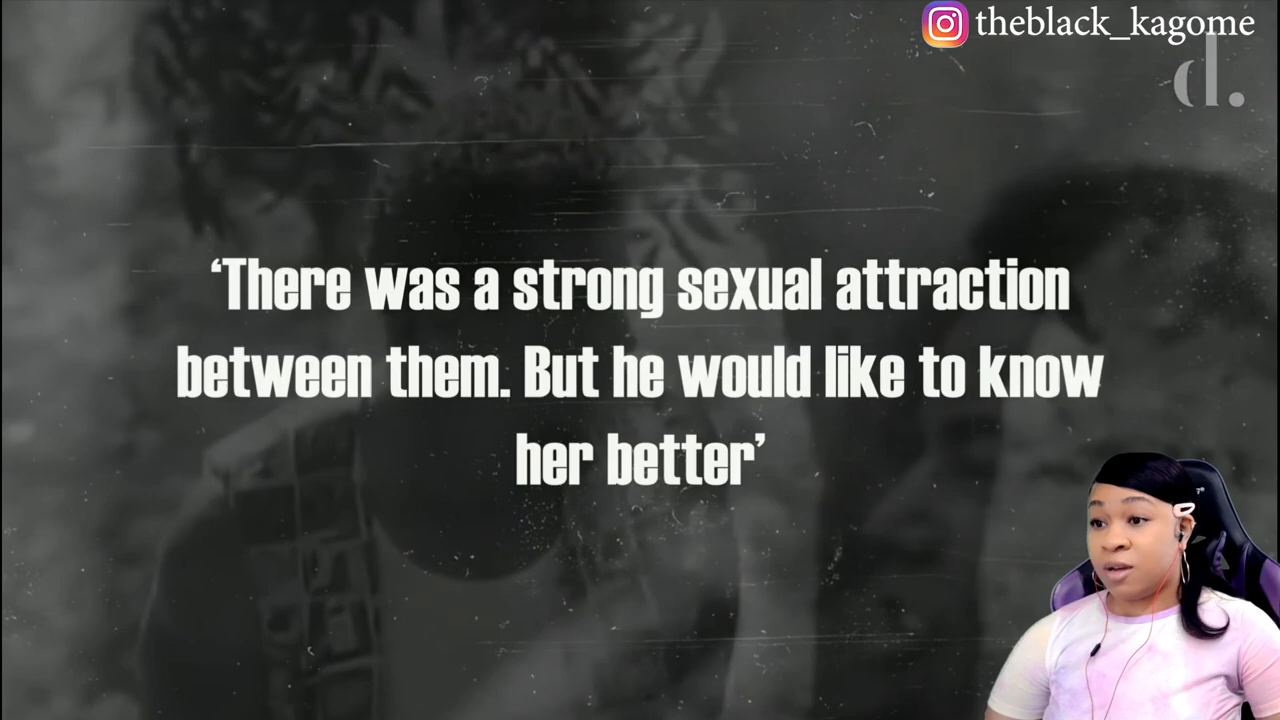 theblack_kagome
d.
‘There was a strong sexual attraction
between them. But he would like to know
her better’